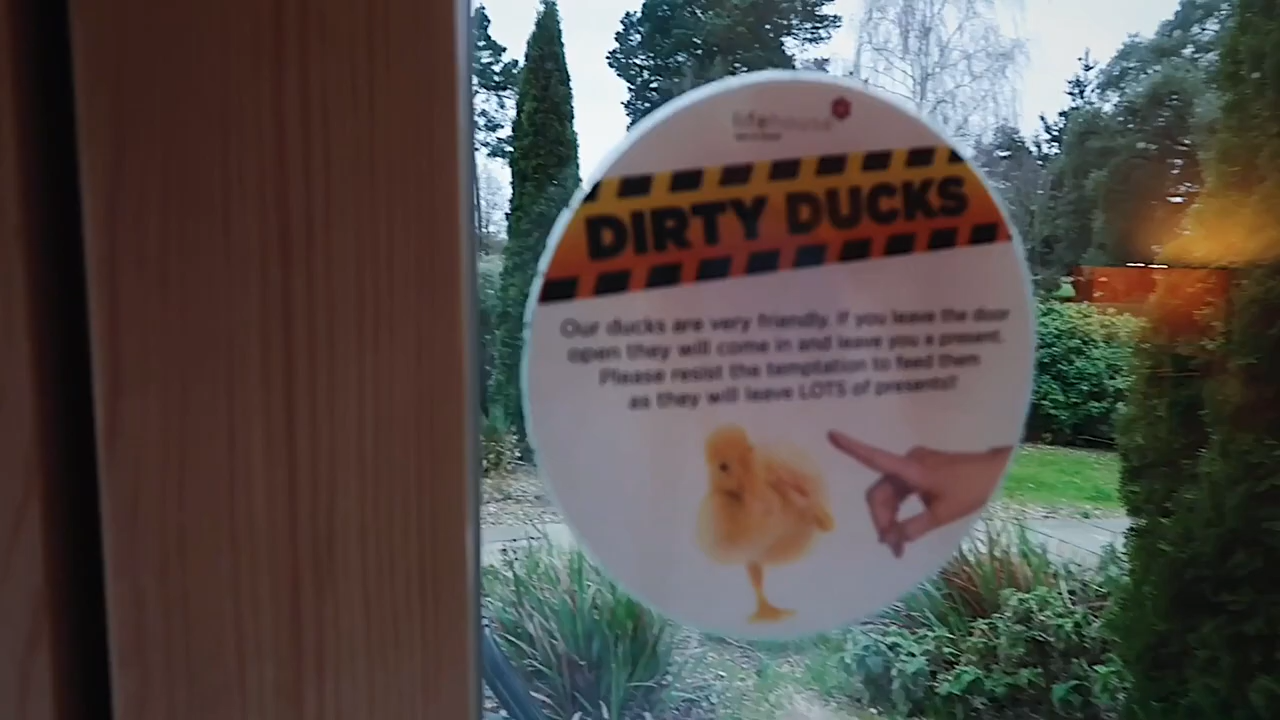 lifehouse
DIRTY DUCKS
Our ducks are very friendly. If you leave the door
open they will come in and leave you a present.
Please resist the temptation to feed them
as they will leave LOTS of presents!